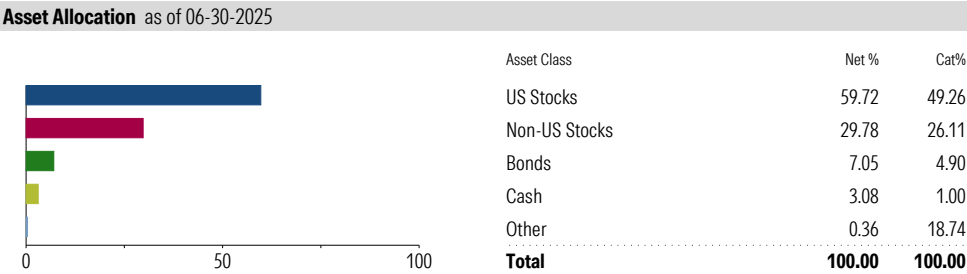 Asset Allocation as of 06-30-2025
Asset Class Net % Cat%
US Stocks 59.72 49.26
Non-US Stocks 29.78 26.11
Bonds 7.05 4.90
Cash 3.08 1.00
Other 0.36 18.74
0 50 100
Total 100.00 100.00